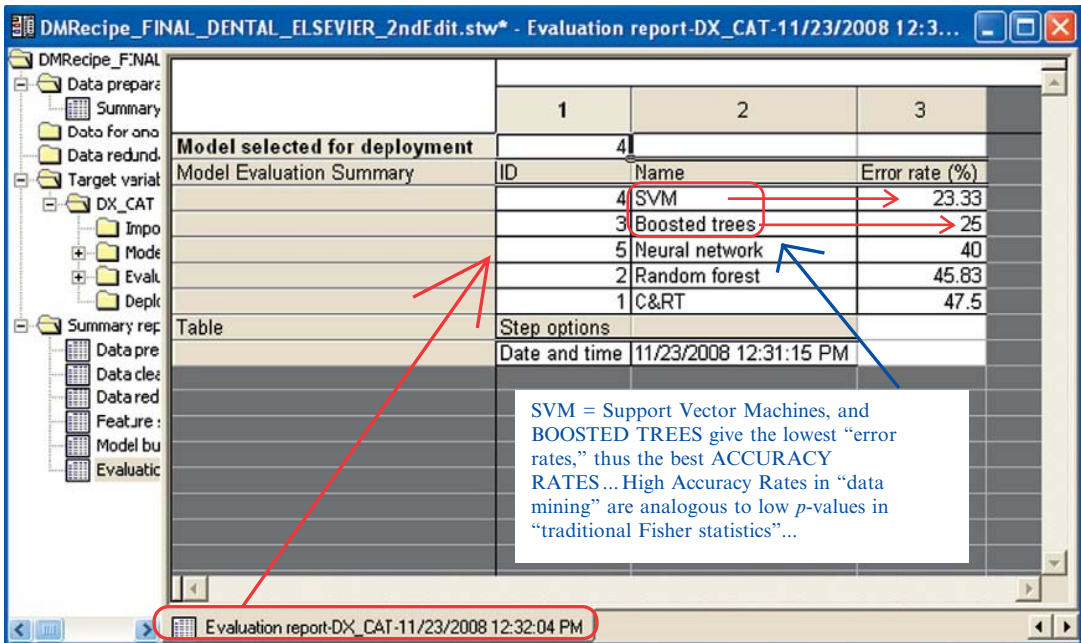 DMRecipe_FINAL_DENTAL_ELSEVIER_2ndEdit.stw* - Evaluation report-DX_CAT-11/23/2008 12:3...
DMRecipe_FINAL
Data prepara
Summary
Data for ana
Data redund.
Target variat
DX_CAT
Impo
Mode
Evalu
Deplo
Summary rep
Data pre
Data clea
Data red
Feature s
Model bu
Evaluatic
1 2 3
Model selected for deployment 4
Model Evaluation Summary ID Name Error rate (%)
4 SVM 23.33
3 Boosted trees 25
5 Neural network 40
2 Random forest 45.83
1 C&RT 47.5
Table Step options
Date and time 11/23/2008 12:31:15 PM
SVM = Support Vector Machines, and
BOOSTED TREES give the lowest “error
rates,” thus the best ACCURACY
RATES... High Accuracy Rates in “data
mining” are analogous to low p-values in
“traditional Fisher statistics”...
Evaluation report-DX_CAT-11/23/2008 12:32:04 PM